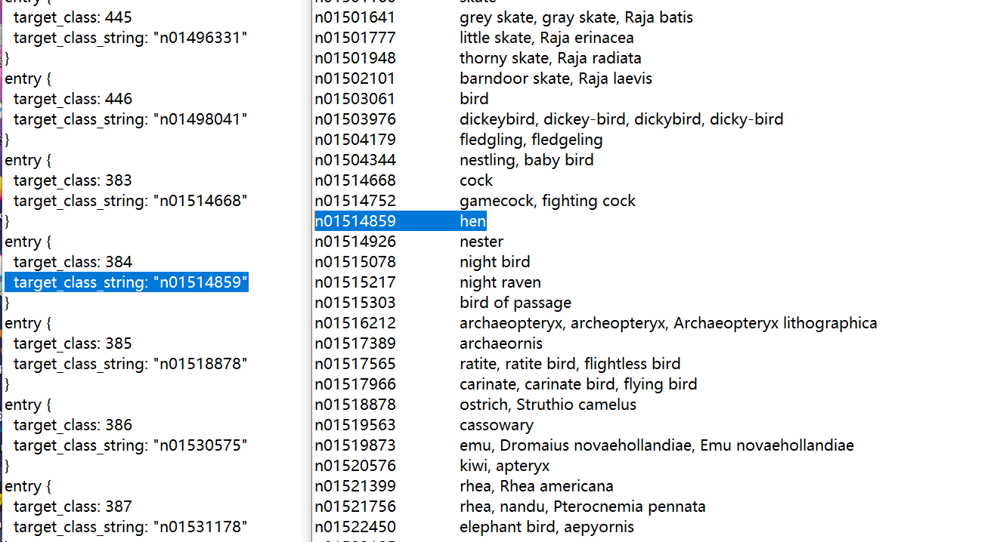 entry {
target_class: 445
target_class_string: "n01496331"
}
entry {
target_class: 446
target_class_string: "n01498041"
}
entry {
target_class: 383
target_class_string: "n01514668"
}
entry {
target_class: 384
target_class_string: "n01514859"
}
entry {
target_class: 385
target_class_string: "n01518878"
}
entry {
target_class: 386
target_class_string: "n01530575"
}
entry {
target_class: 387
target_class_string: "n01531178"
n01501641 grey skate, gray skate, Raja batis
n01501777 little skate, Raja erinacea
n01501948 thorny skate, Raja radiata
n01502101 barndoor skate, Raja laevis
n01503061 bird
n01503976 dickeybird, dickey-bird, dickybird, dicky-bird
n01504179 fledgling, fledgeling
n01504344 nestling, baby bird
n01514668 cock
n01514752 gamecock, fighting cock
n01514859 hen
n01514926 nester
n01515078 night bird
n01515217 night raven
n01515303 bird of passage
n01516212 archaeopteryx, archeopteryx, Archaeopteryx lithographica
n01517389 archaeornis
n01517565 ratite, ratite bird, flightless bird
n01517966 carinate, carinate bird, flying bird
n01518878 ostrich, Struthio camelus
n01519563 cassowary
n01519873 emu, Dromaius novaehollandiae, Emu novaehollandiae
n01520576 kiwi, apteryx
n01521399 rhea, Rhea americana
n01521756 rhea, nandu, Pterocnemia pennata
n01522450 elephant bird, aepyornis